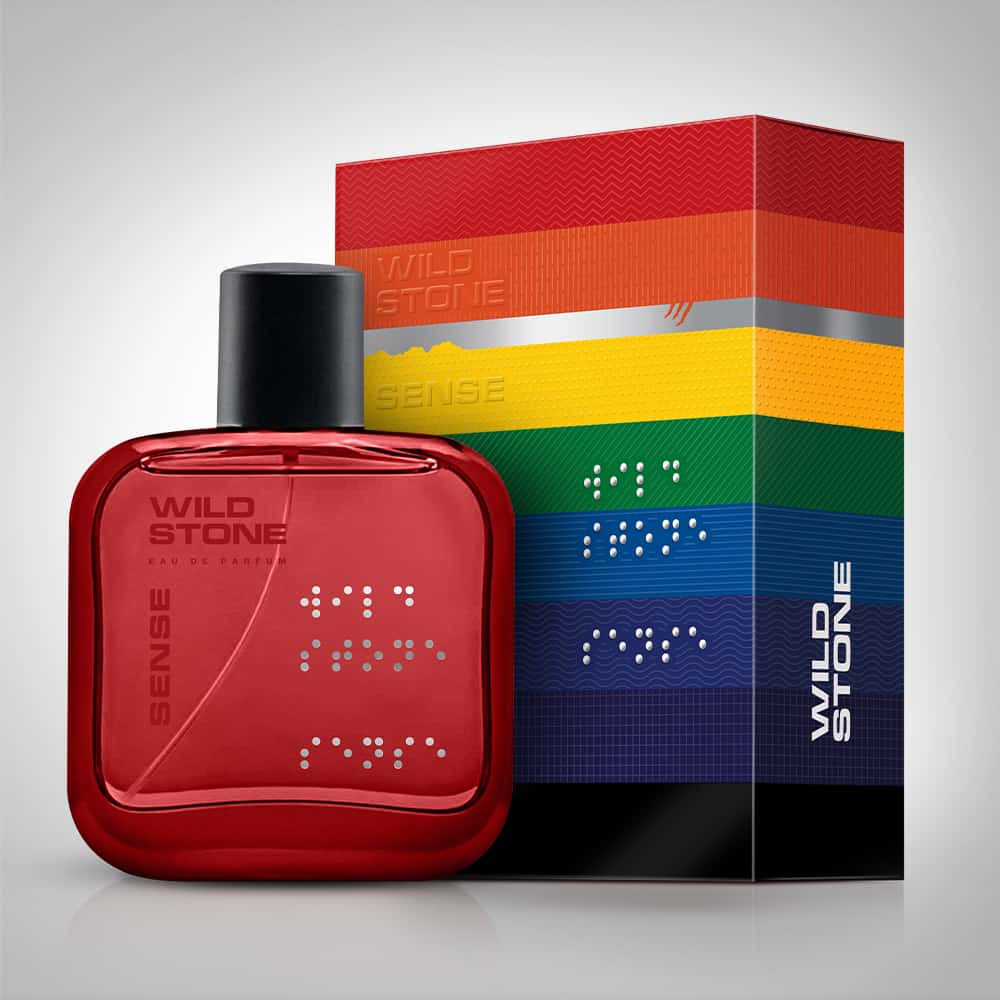 WILD
STONE
EAU DE PARFUM
SENSE
⠺⠊⠇⠙
⠎⠞⠕⠝⠑
⠎⠑⠝⠎⠑
WILD
STONE
SENSE
⠺⠊⠇⠙
⠎⠞⠕⠝⠑
⠎⠑⠝⠎⠑
WILD
STONE